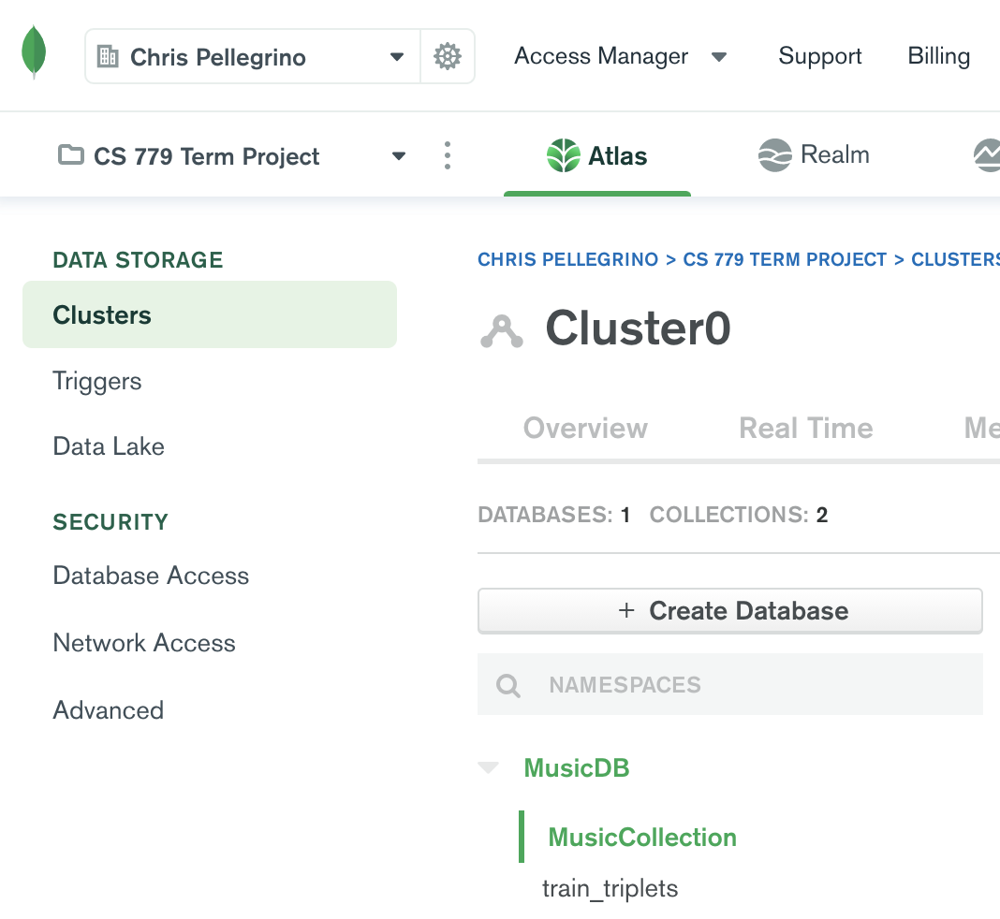 Chris Pellegrino Access Manager Support Billing
CS 779 Term Project Atlas Realm
DATA STORAGE
Clusters
Triggers
Data Lake
SECURITY
Database Access
Network Access
Advanced
CHRIS PELLEGRINO > CS 779 TERM PROJECT > CLUSTERS
Cluster0
Overview Real Time Me
DATABASES: 1 COLLECTIONS: 2
+ Create Database
NAMESPACES
MusicDB
MusicCollection
train_triplets